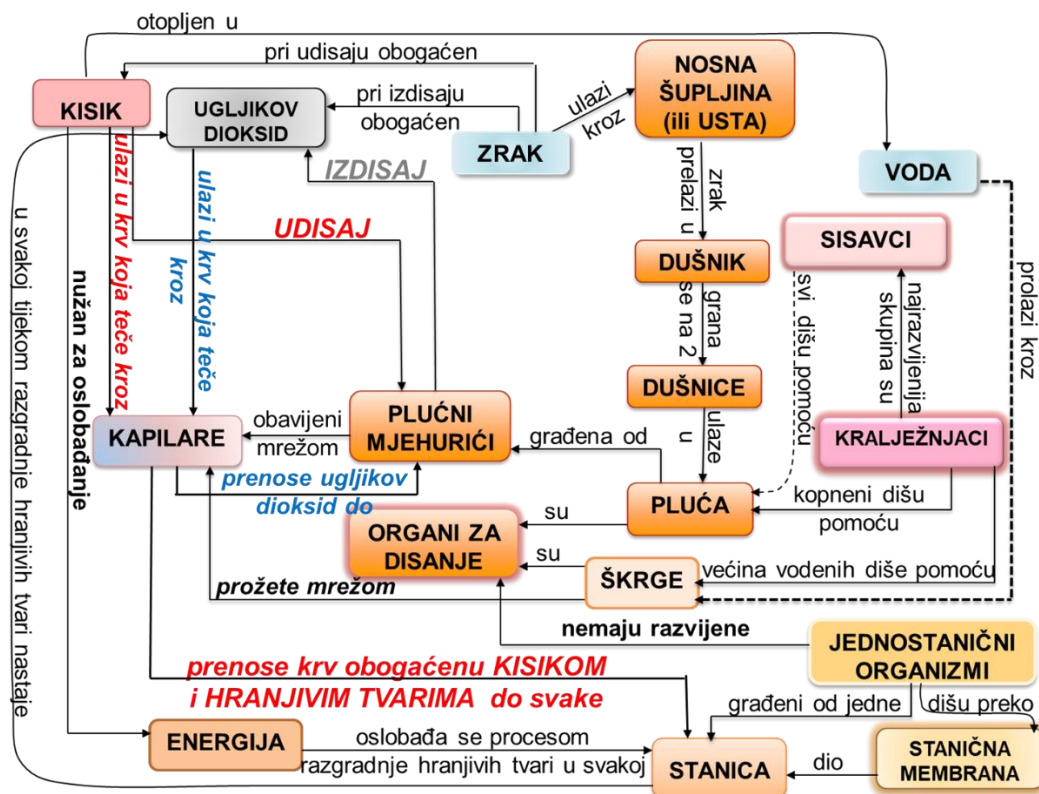 otopljen u
pri udisaju obogaćen
KISIK
UGLJIKOV
DIOKSID
pri izdisaju
obogaćen
ZRAK
ulazi
kroz
NOSNA
ŠUPLJINA
(ili USTA)
VODA
IZDISAJ
UDISAJ
ulazi u krv koja teče kroz
ulazi u krv koja teče
kroz
nužan za oslobađanje
u svakoj tijekom razgradnje hranjivih tvari nastaje
zrak
prelazi u
DUŠNIK
grana
se na 2
DUŠNICE
ulaze
u
SISAVCI
svi dišu pomoću
najrazvijenija
skupina su
prolazi kroz
KAPILARE
obavijeni
mrežom
PLUĆNI
MJEHURIĆI
građena od
KRALJEŽNJACI
prenose ugljikov
dioksid do
PLUĆA
kopneni dišu
pomoću
ORGANI ZA
DISANJE
su
su
ŠKRGE
većina vodenih diše pomoću
prožete mrežom
nemaju razvijene
JEDNOSTANIČNI
ORGANIZMI
prenose krv obogaćenu KISIKOM
i HRANJIVIM TVARIMA do svake
građeni od jedne
dišu preko
ENERGIJA
oslobađa se procesom
razgradnje hranjivih tvari u svakoj
STANICA
dio
STANIČNA
MEMBRANA